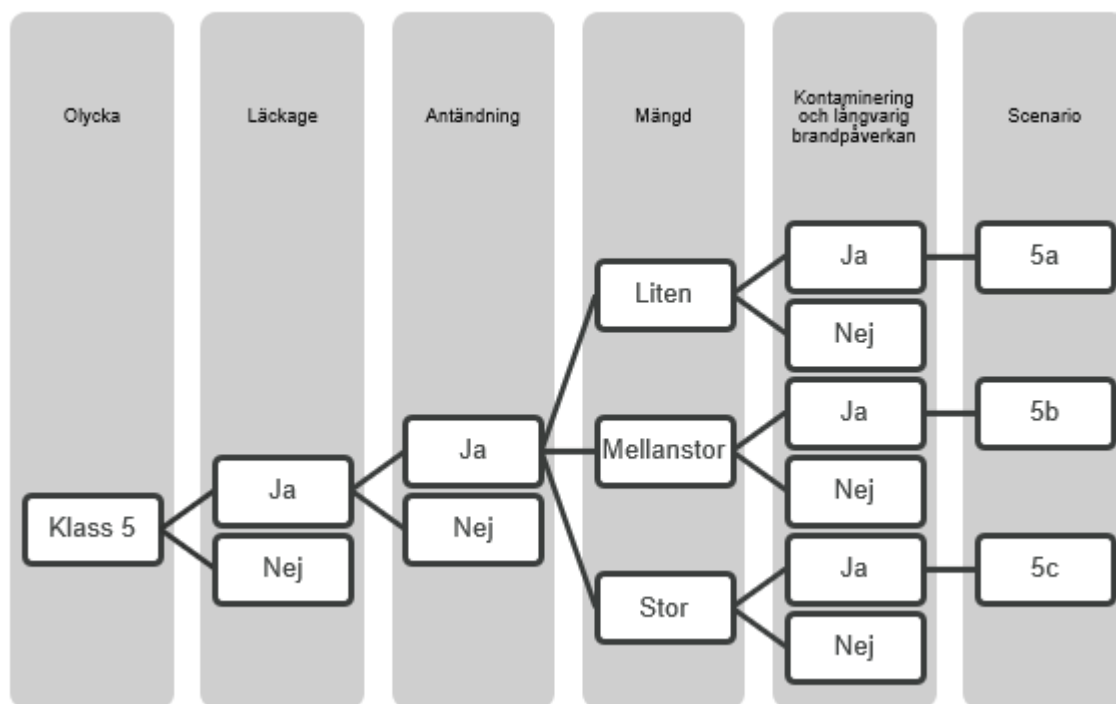 Olycka
Läckage
Antändning
Mängd
Kontaminering
och långvarig
brandpåverkan
Scenario
Klass 5
Ja
Nej
Ja
Nej
Liten
Mellanstor
Stor
Ja
Nej
Ja
Nej
Ja
Nej
5a
5b
5c